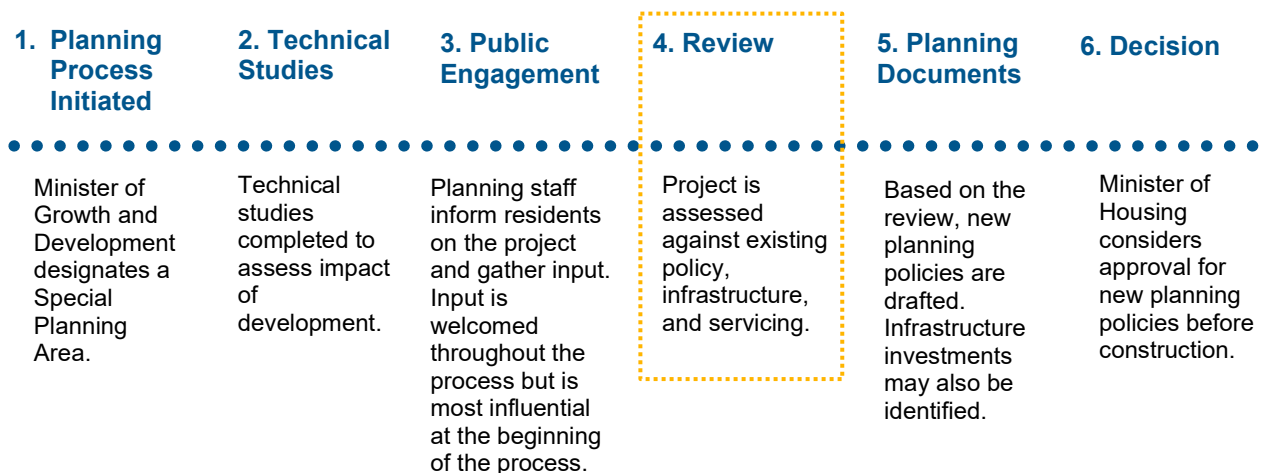 1. Planning
Process
Initiated
Minister of
Growth and
Development
designates a
Special
Planning
Area.
2. Technical
Studies
Technical
studies
completed to
assess impact
of
development.
3. Public
Engagement
Planning staff
inform residents
on the project
and gather input.
Input is
welcomed
throughout the
process but is
most influential
at the beginning
of the process.
4. Review
Project is
assessed
against existing
policy,
infrastructure,
and servicing.
5. Planning
Documents
Based on the
review, new
planning
policies are
drafted.
Infrastructure
investments
may also be
identified.
6. Decision
Minister of
Housing
considers
approval for
new planning
policies before
construction.